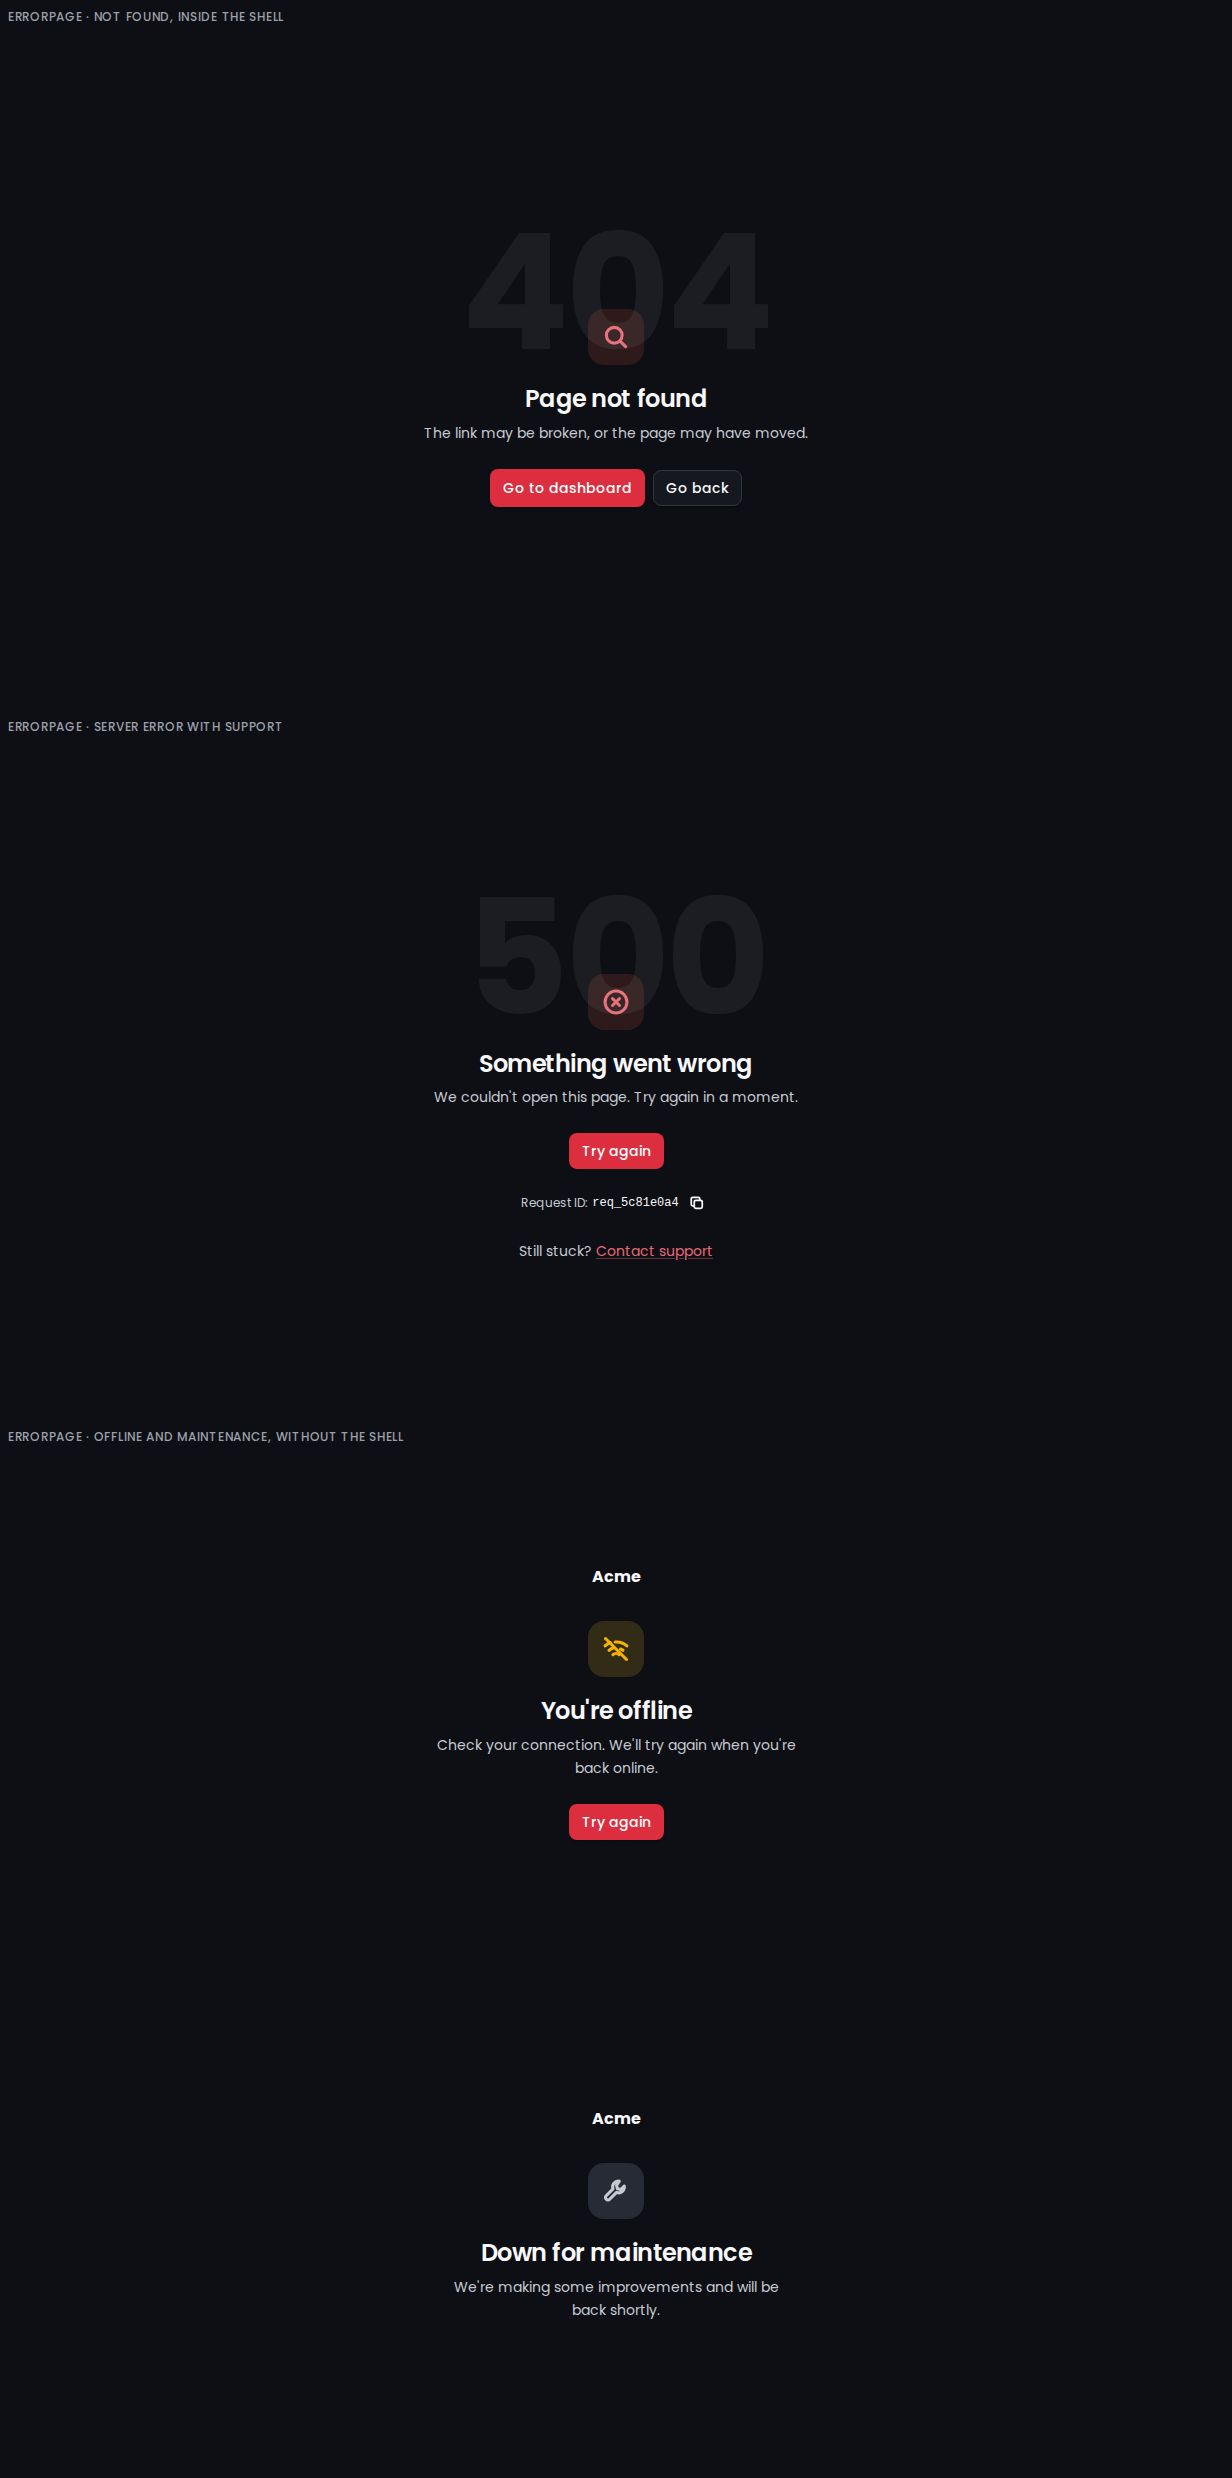 ERRORPAGE · NOT FOUND, INSIDE THE SHELL
404
Page not found
The link may be broken, or the page may have moved.
Go to dashboard
Go back
ERRORPAGE · SERVER ERROR WITH SUPPORT
500
Something went wrong
We couldn't open this page. Try again in a moment.
Try again
Request ID: req_5c81e0a4
Still stuck? Contact support
ERRORPAGE · OFFLINE AND MAINTENANCE, WITHOUT THE SHELL
Acme
You're offline
Check your connection. We'll try again when you're
back online.
Try again
Acme
Down for maintenance
We're making some improvements and will be
back shortly.